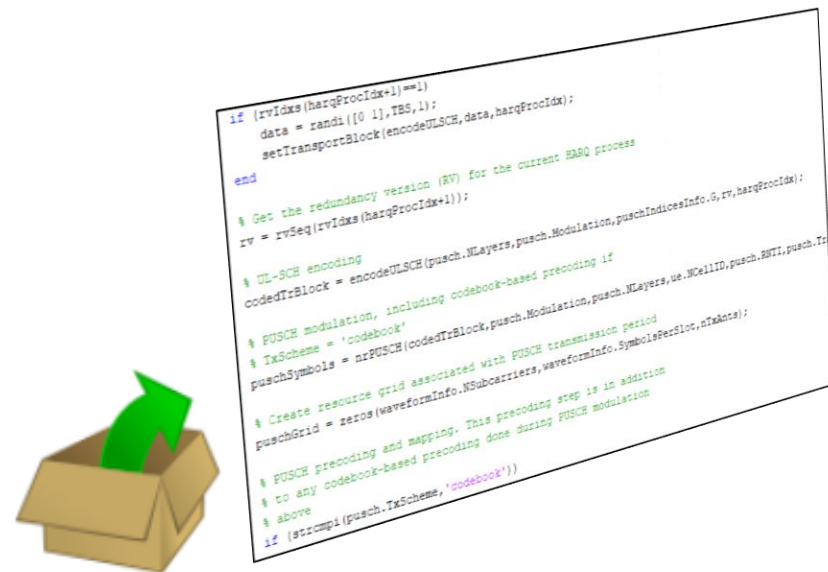 if (rvIdxs(harqProcIdx+1)==1)
data = randi([0 1],TBS,1);
setTransportBlock(encodeULSCH,data,harqProcIdx);
end
% Get the redundancy version (RV) for the current HARQ process
rv = rvSeq(rvIdxs(harqProcIdx+1));
% UL-SCH encoding
codedTrBlock = encodeULSCH(pusch.NLayers,pusch.Modulation,puschIndicesInfo.G,rv,harqProcIdx);
% PUSCH modulation, including codebook-based precoding if
% TxScheme = 'codebook'
puschSymbols = nrPUSCH(codedTrBlock,pusch.Modulation,pusch.NLayers,ue.NCellID,pusch.RNTI,pusch.Tr
% Create resource grid associated with PUSCH transmission period
puschGrid = zeros(waveformInfo.NSubcarriers,waveformInfo.SymbolsPerSlot,nTxAnts);
% PUSCH precoding and mapping. This precoding step is in addition
% to any codebook-based precoding done during PUSCH modulation
% above
if (strcmpi(pusch.TxScheme,'codebook'))